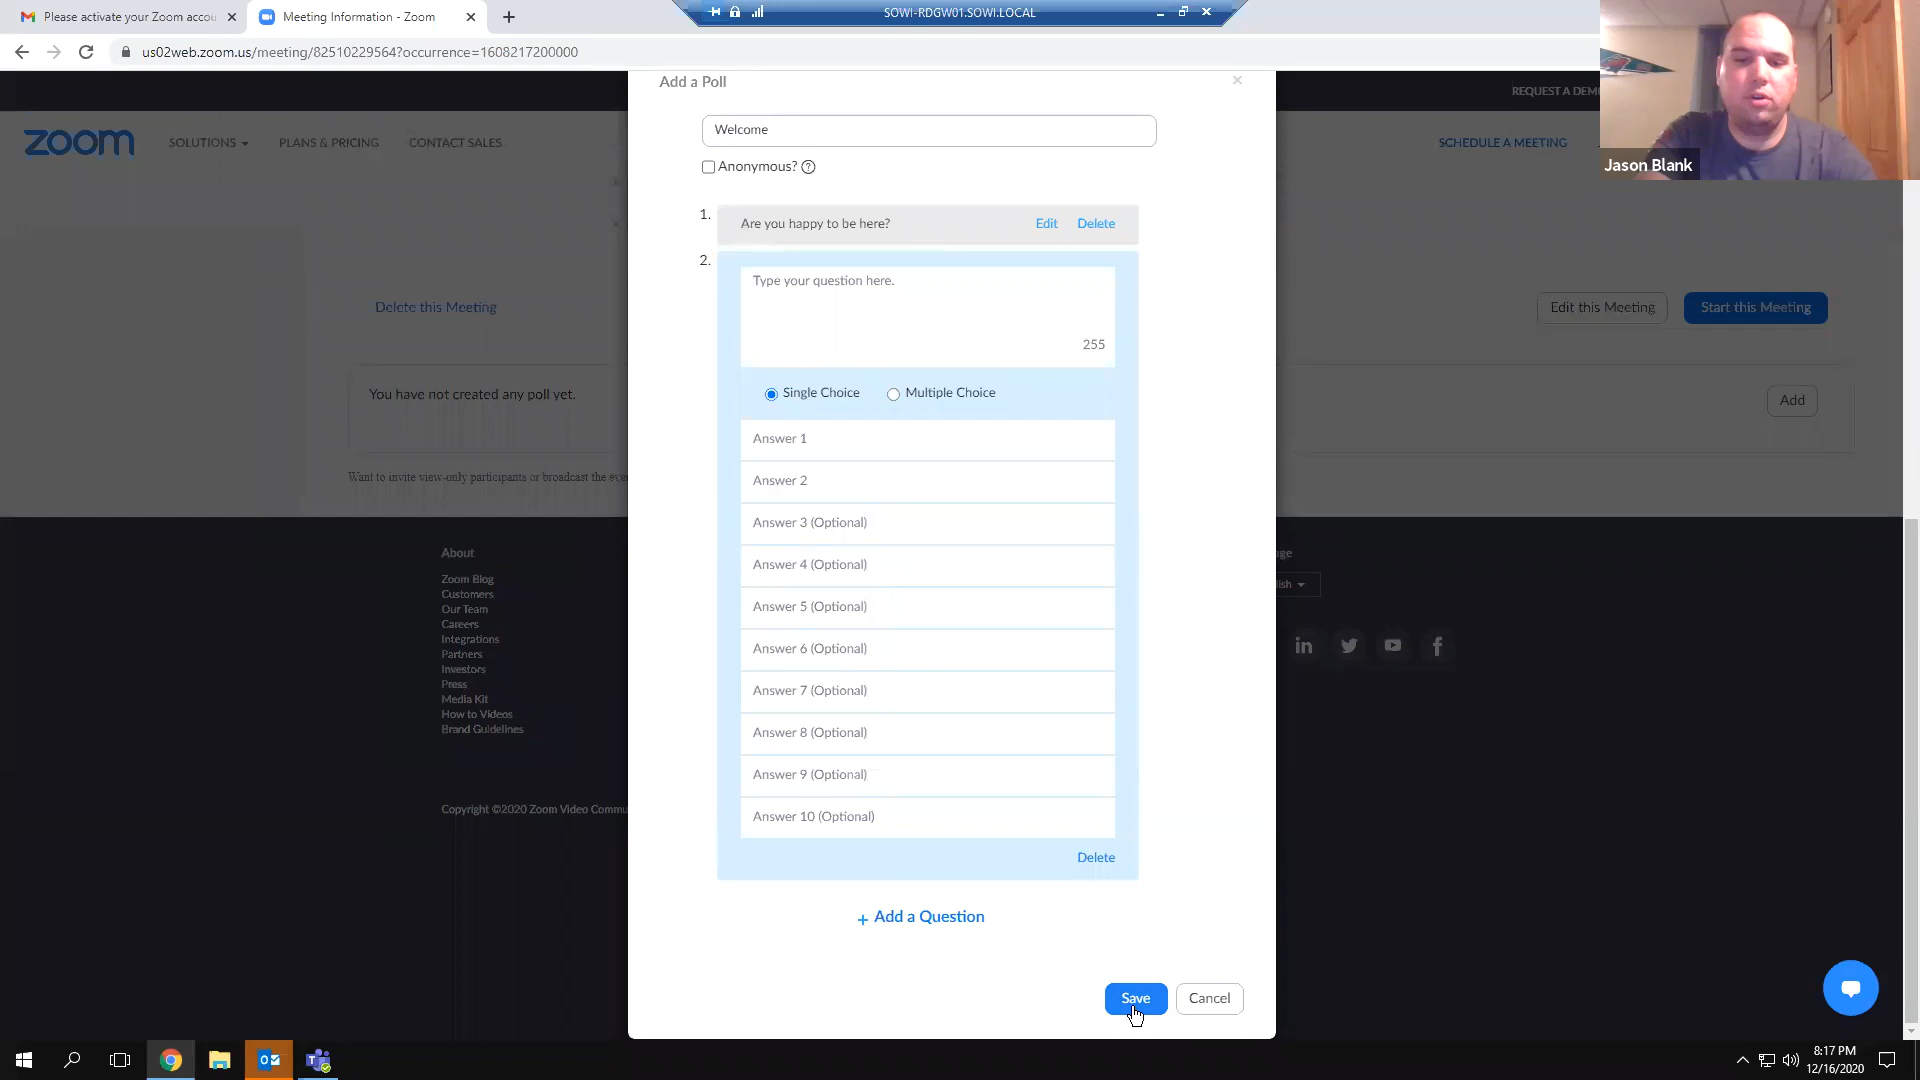 Please activate your Zoom accou
Meeting Information - Zoom
SOWI-RDGW01.SOWI.LOCAL
us02web.zoom.us/meeting/82510229564?occurrence=1608217200000
Add a Poll
REQUEST A DEM
zoom
SOLUTIONS
PLANS & PRICING
CONTACT SALES
SCHEDULE A MEETING
Jason Blank
Welcome
Anonymous?
1.
Are you happy to be here?
Edit
Delete
2.
Type your question here.
255
Delete this Meeting
Edit this Meeting
Start this Meeting
Single Choice
Multiple Choice
You have not created any poll yet.
Add
Want to invite view-only participants or broadcast the eve
Answer 1
Answer 2
Answer 3 (Optional)
Answer 4 (Optional)
Answer 5 (Optional)
Answer 6 (Optional)
Answer 7 (Optional)
Answer 8 (Optional)
Answer 9 (Optional)
Answer 10 (Optional)
Delete
+ Add a Question
Save
Cancel
About
Zoom Blog
Customers
Our Team
Careers
Integrations
Partners
Investors
Press
Media Kit
How to Videos
Brand Guidelines
Copyright ©2020 Zoom Video Commu
age
lish
8:17 PM
12/16/2020